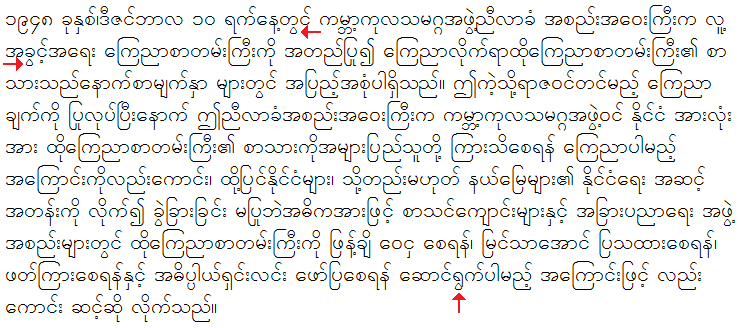 ၁၉၄၈ ခုနှစ်၊ဒီဇင်ဘာလ ၁၀ ရက်နေ့တွင် ကမ္ဘာ့ကုလသမဂ္ဂအဖွဲ့ညီလာခံ အစည်းအဝေးကြီးက လူ့
အခွင့်အရေး ကြေညာစာတမ်းကြီးကို အတည်ပြု၍ ကြေညာလိုက်ရာထိုကြေညာစာတမ်းကြီး၏ စာ
သားသည်နောက်စာမျက်နှာ များတွင် အပြည့်အစုံပါရှိသည်။ ဤကဲ့သို့ရာဇဝင်တင်မည့် ကြေညာ
ချက်ကို ပြုလုပ်ပြီးနောက် ဤညီလာခံအစည်းအဝေးကြီးက ကမ္ဘာ့ကုလသမဂ္ဂအဖွဲ့ဝင် နိုင်ငံ အားလုံး
အား ထိုကြေညာစာတမ်းကြီး၏ စာသားကိုအများပြည်သူတို့ ကြားသိစေရန် ကြေညာပါမည့်
အကြောင်းကိုလည်းကောင်း၊ ထို့ပြင်နိုင်ငံများ၊ သို့တည်းမဟုတ် နယ်မြေများ၏ နိုင်ငံရေး အဆင့်
အတန်းကို လိုက်၍ ခွဲခြားခြင်း မပြုဘဲအဓိကအားဖြင့် စာသင်ကျောင်းများနှင့် အခြားပညာရေး အဖွဲ့
အစည်းများတွင် ထိုကြေညာစာတမ်းကြီးကို ဖြန့်ချိ ဝေငှ စေရန်၊ မြင်သာအောင် ပြသထားစေရန်၊
ဖတ်ကြားစေရန်နှင့် အဓိပ္ပါယ်ရှင်းလင်း ဖော်ပြစေရန် ဆောင်ရွက်ပါမည့် အကြောင်းဖြင့် လည်း
ကောင်း ဆင့်ဆို လိုက်သည်။